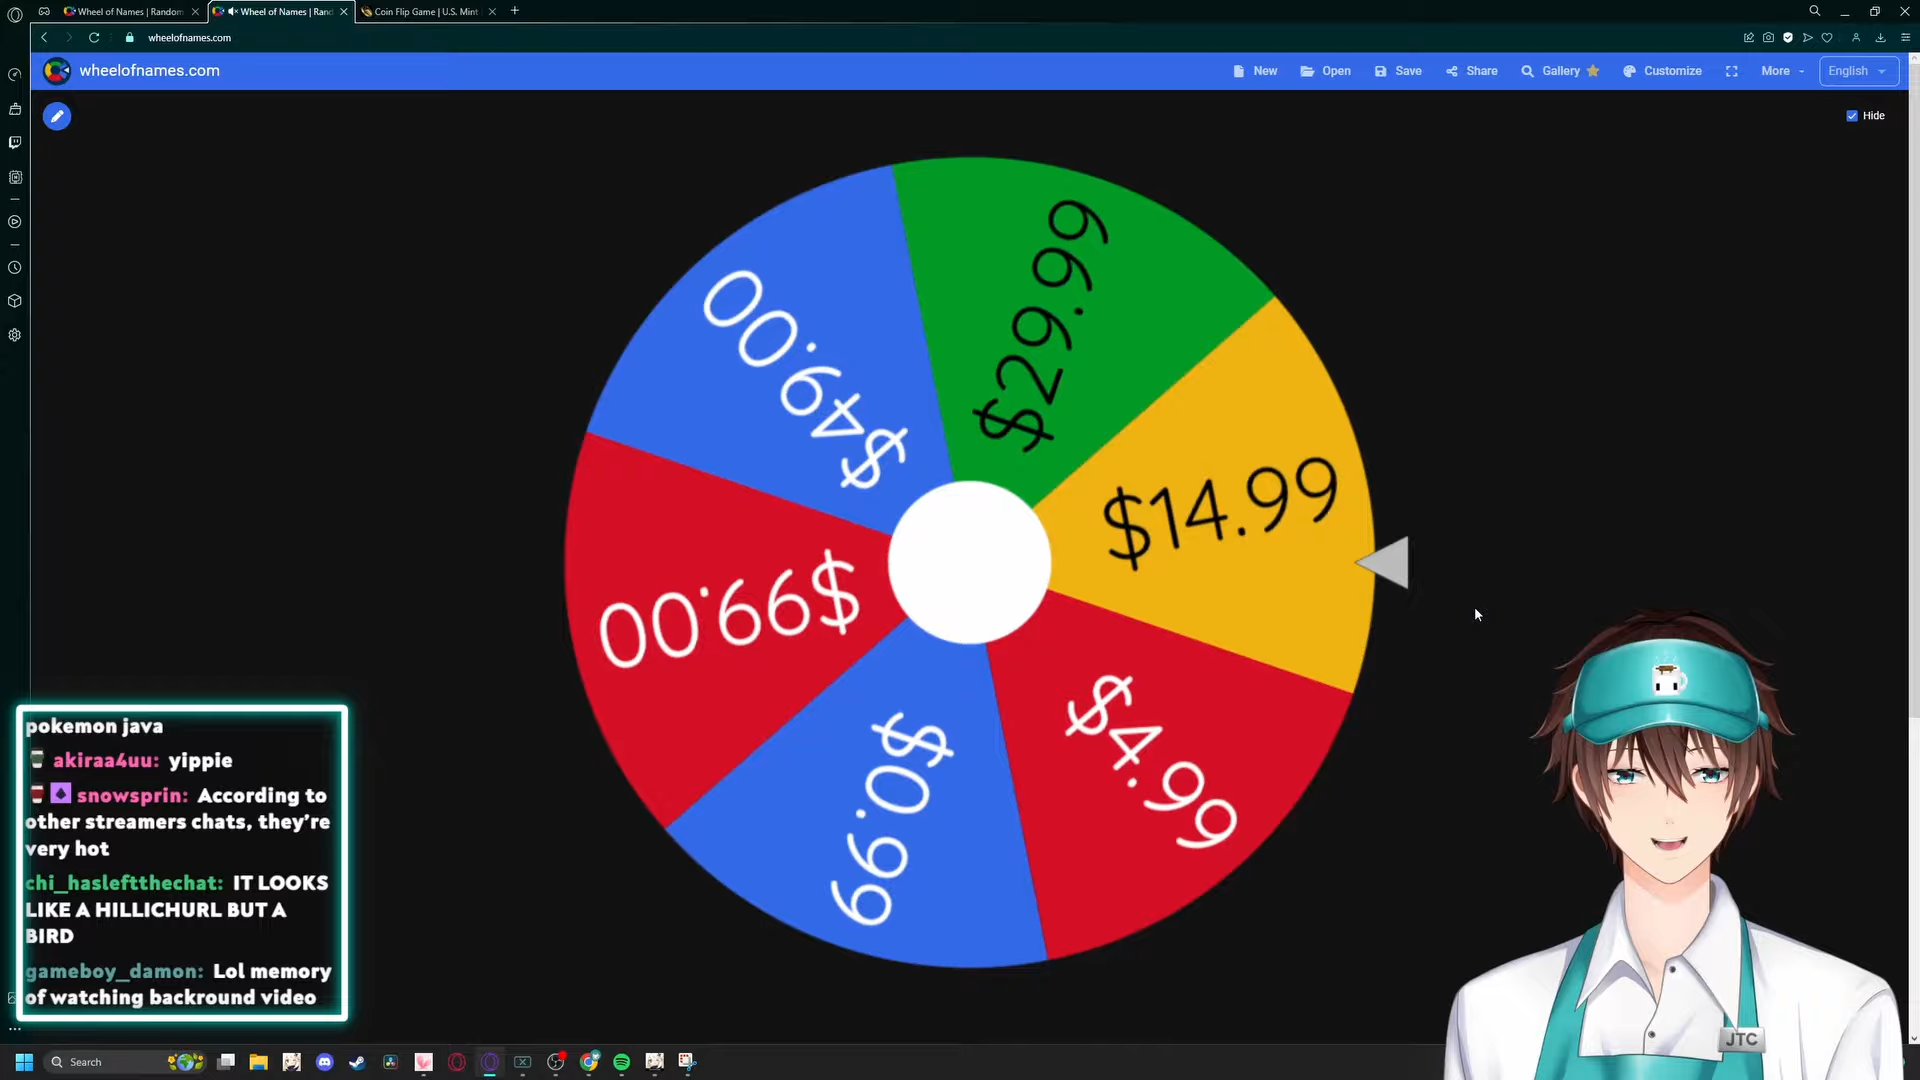 Wheel of Names | Random
Wheel of Names | Rand
Coin Flip Game | U.S. Mint
wheelofnames.com
wheelofnames.com
New
Open
Save
Share
Gallery
Customize
More
English
Hide
$29.99
$49.00
$14.99
$99.00
$4.99
$0.99
pokemon java
akiraa4uu: yippie
snowsprin: According to
other streamers chats, they're
very hot
chi_hasleftthechat: IT LOOKS
LIKE A HILLICHURL BUT A
BIRD
gameboy_damon: Lol memory
of watching backround video
JTC
Search